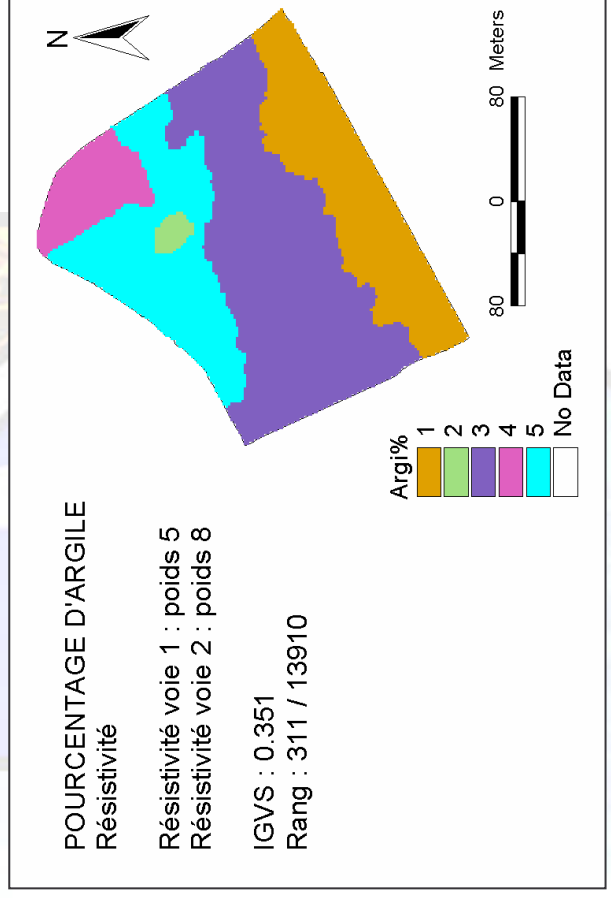 POURCENTAGE D'ARGILE
Résistivité
Résistivité voie 1 : poids 5
Résistivité voie 2 : poids 8
IGVS : 0.351
Rang : 311 / 13910
Argi%
1
2
3
4
5
No Data
N
80 0 80 Meters